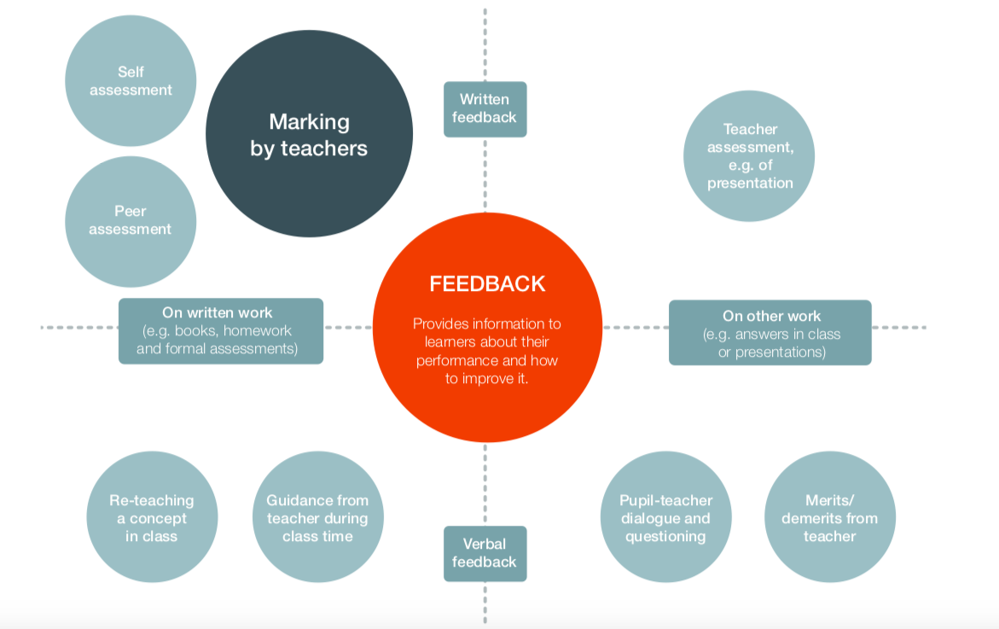 Self
assessment
Marking
by teachers
Written
feedback
Teacher
assessment,
e.g. of
presentation
Peer
assessment
FEEDBACK
Provides information to
learners about their
performance and how
to improve it.
On written work
(e.g. books, homework
and formal assessments)
On other work
(e.g. answers in class
or presentations)
Re-teaching
a concept
in class
Guidance from
teacher during
class time
Verbal
feedback
Pupil-teacher
dialogue and
questioning
Merits/
demerits from
teacher